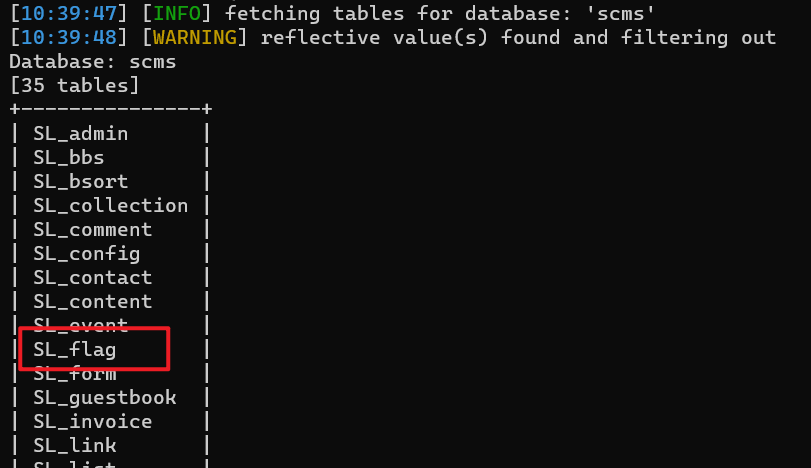 [10:39:47] [INFO] fetching tables for database: 'scms'
[10:39:48] [WARNING] reflective value(s) found and filtering out
Database: scms
[35 tables]
+---------------+
| SL_admin      |
| SL_bbs        |
| SL_bsort      |
| SL_collection |
| SL_comment    |
| SL_config     |
| SL_contact    |
| SL_content    |
| SL_event      |
| SL_flag       |
| SL_form       |
| SL_guestbook  |
| SL_invoice    |
| SL_link       |
| SL_list       |